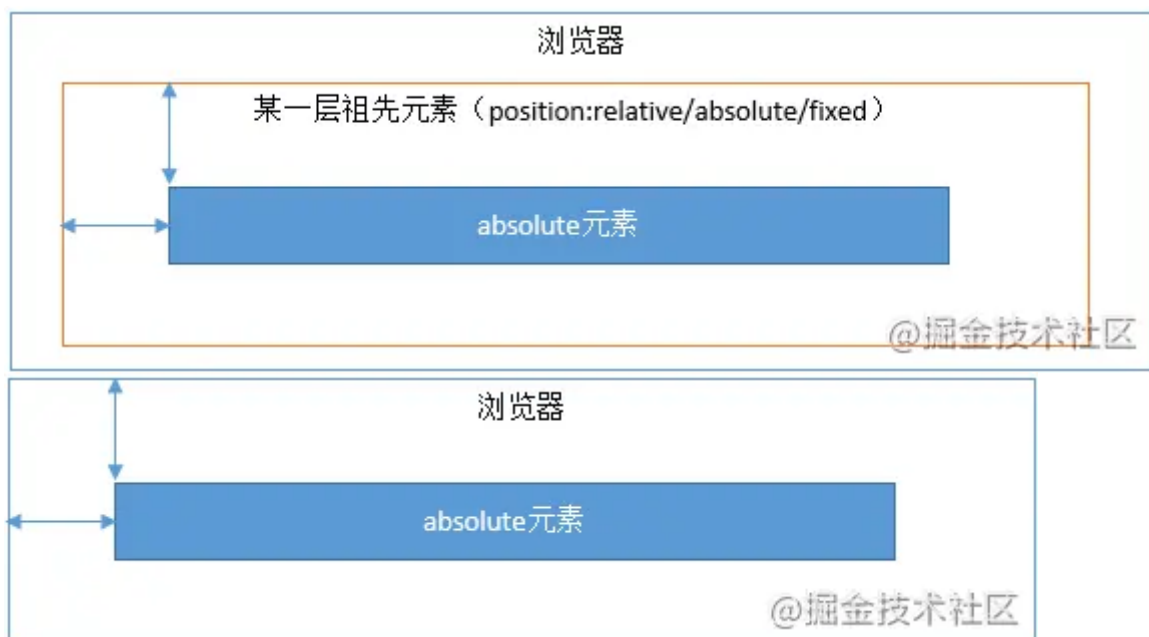 浏览器
某一层祖先元素（position:relative/absolute/fixed）
absolute元素
@掘金技术社区
浏览器
absolute元素
@掘金技术社区